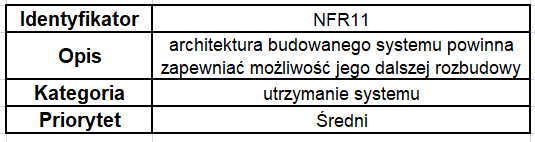 Identyfikator NFR11
Opis architektura budowanego systemu powinna
zapewniać możliwość jego dalszej rozbudowy
Kategoria utrzymanie systemu
Priorytet Średni